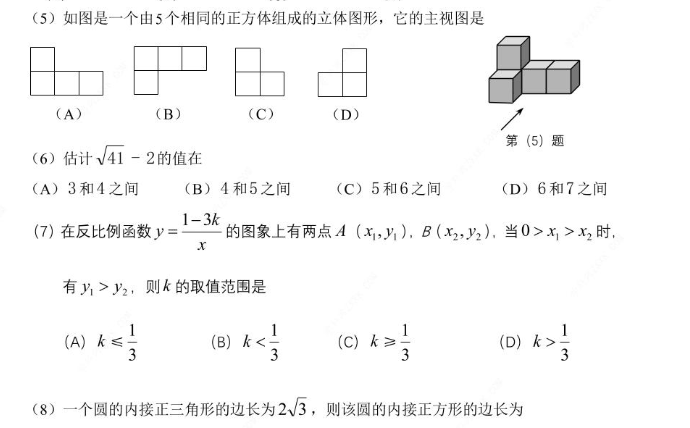 （5）如图是一个由5个相同的正方体组成的立体图形，它的主视图是
（A） （B） （C） （D）
第（5）题
（6）估计√41 − 2的值在
（A）3和4之间 （B）4和5之间 （C）5和6之间 （D）6和7之间
（7）在反比例函数 y = (1−3k)/x 的图象上有两点 A（x₁,y₁），B（x₂,y₂），当 0 > x₁ > x₂ 时，
有 y₁ > y₂，则 k 的取值范围是
（A）k ⩽ 1/3 （B）k < 1/3 （C）k ⩾ 1/3 （D）k > 1/3
（8）一个圆的内接正三角形的边长为2√3，则该圆的内接正方形的边长为